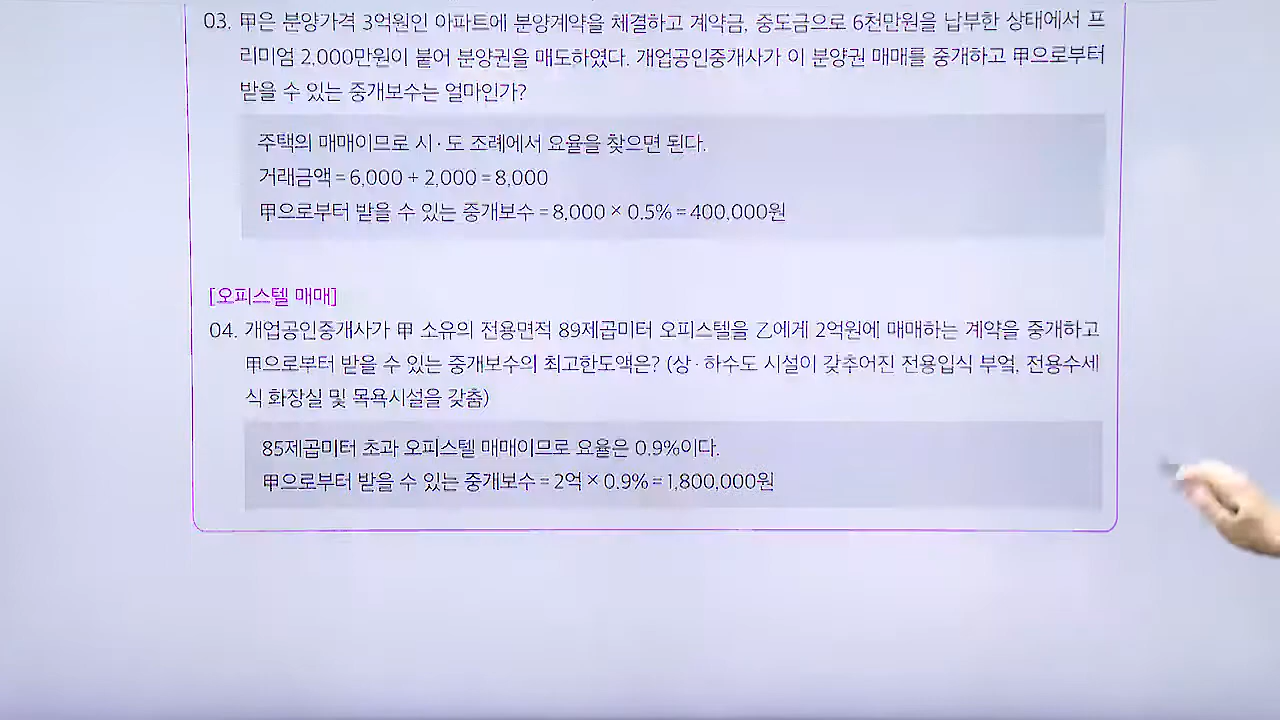 03. 甲은 분양가격 3억원인 아파트에 분양계약을 체결하고 계약금, 중도금으로 6천만원을 납부한 상태에서 프
리미엄 2,000만원이 붙어 분양권을 매도하였다. 개업공인중개사가 이 분양권 매매를 중개하고 甲으로부터
받을 수 있는 중개보수는 얼마인가?
주택의 매매이므로 시·도 조례에서 요율을 찾으면 된다.
거래금액 = 6,000 + 2,000 = 8,000
甲으로부터 받을 수 있는 중개보수 = 8,000 × 0.5% = 400,000원
[오피스텔 매매]
04. 개업공인중개사가 甲 소유의 전용면적 89제곱미터 오피스텔을 乙에게 2억원에 매매하는 계약을 중개하고
甲으로부터 받을 수 있는 중개보수의 최고한도액은? (상·하수도 시설이 갖추어진 전용입식 부엌, 전용수세
식 화장실 및 목욕시설을 갖춤)
85제곱미터 초과 오피스텔 매매이므로 요율은 0.9%이다.
甲으로부터 받을 수 있는 중개보수 = 2억 × 0.9% = 1,800,000원